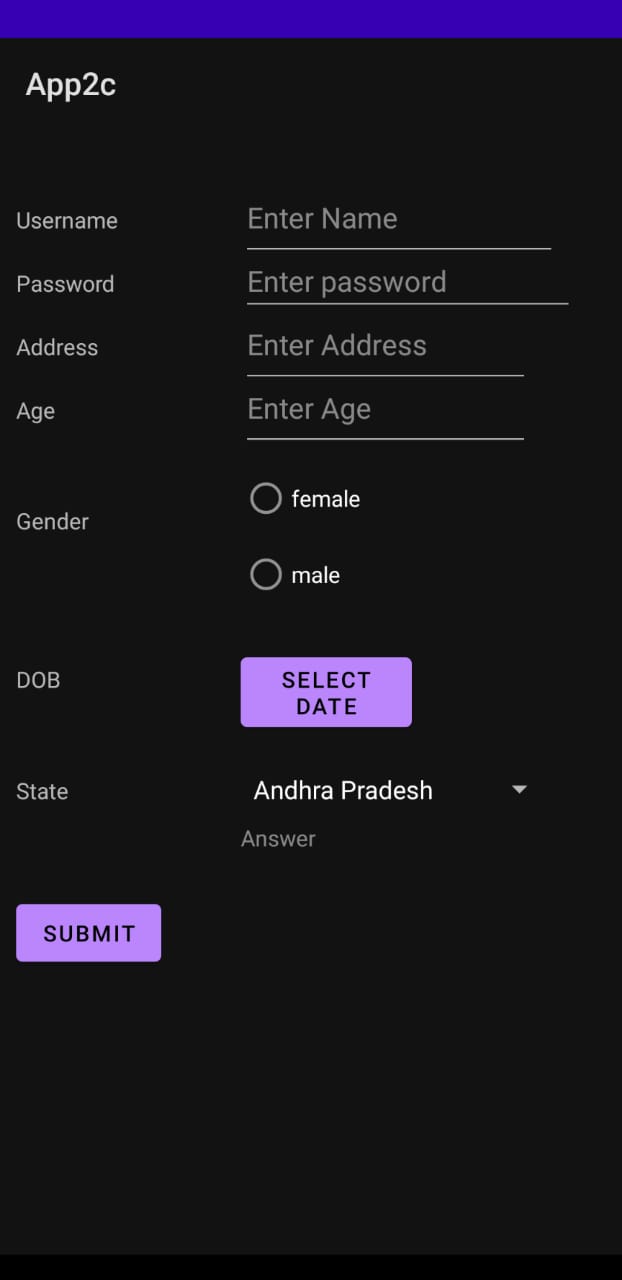 App2c
Username Enter Name
Password Enter password
Address Enter Address
Age Enter Age
female
Gender
male
DOB SELECT
DATE
State Andhra Pradesh
Answer
SUBMIT